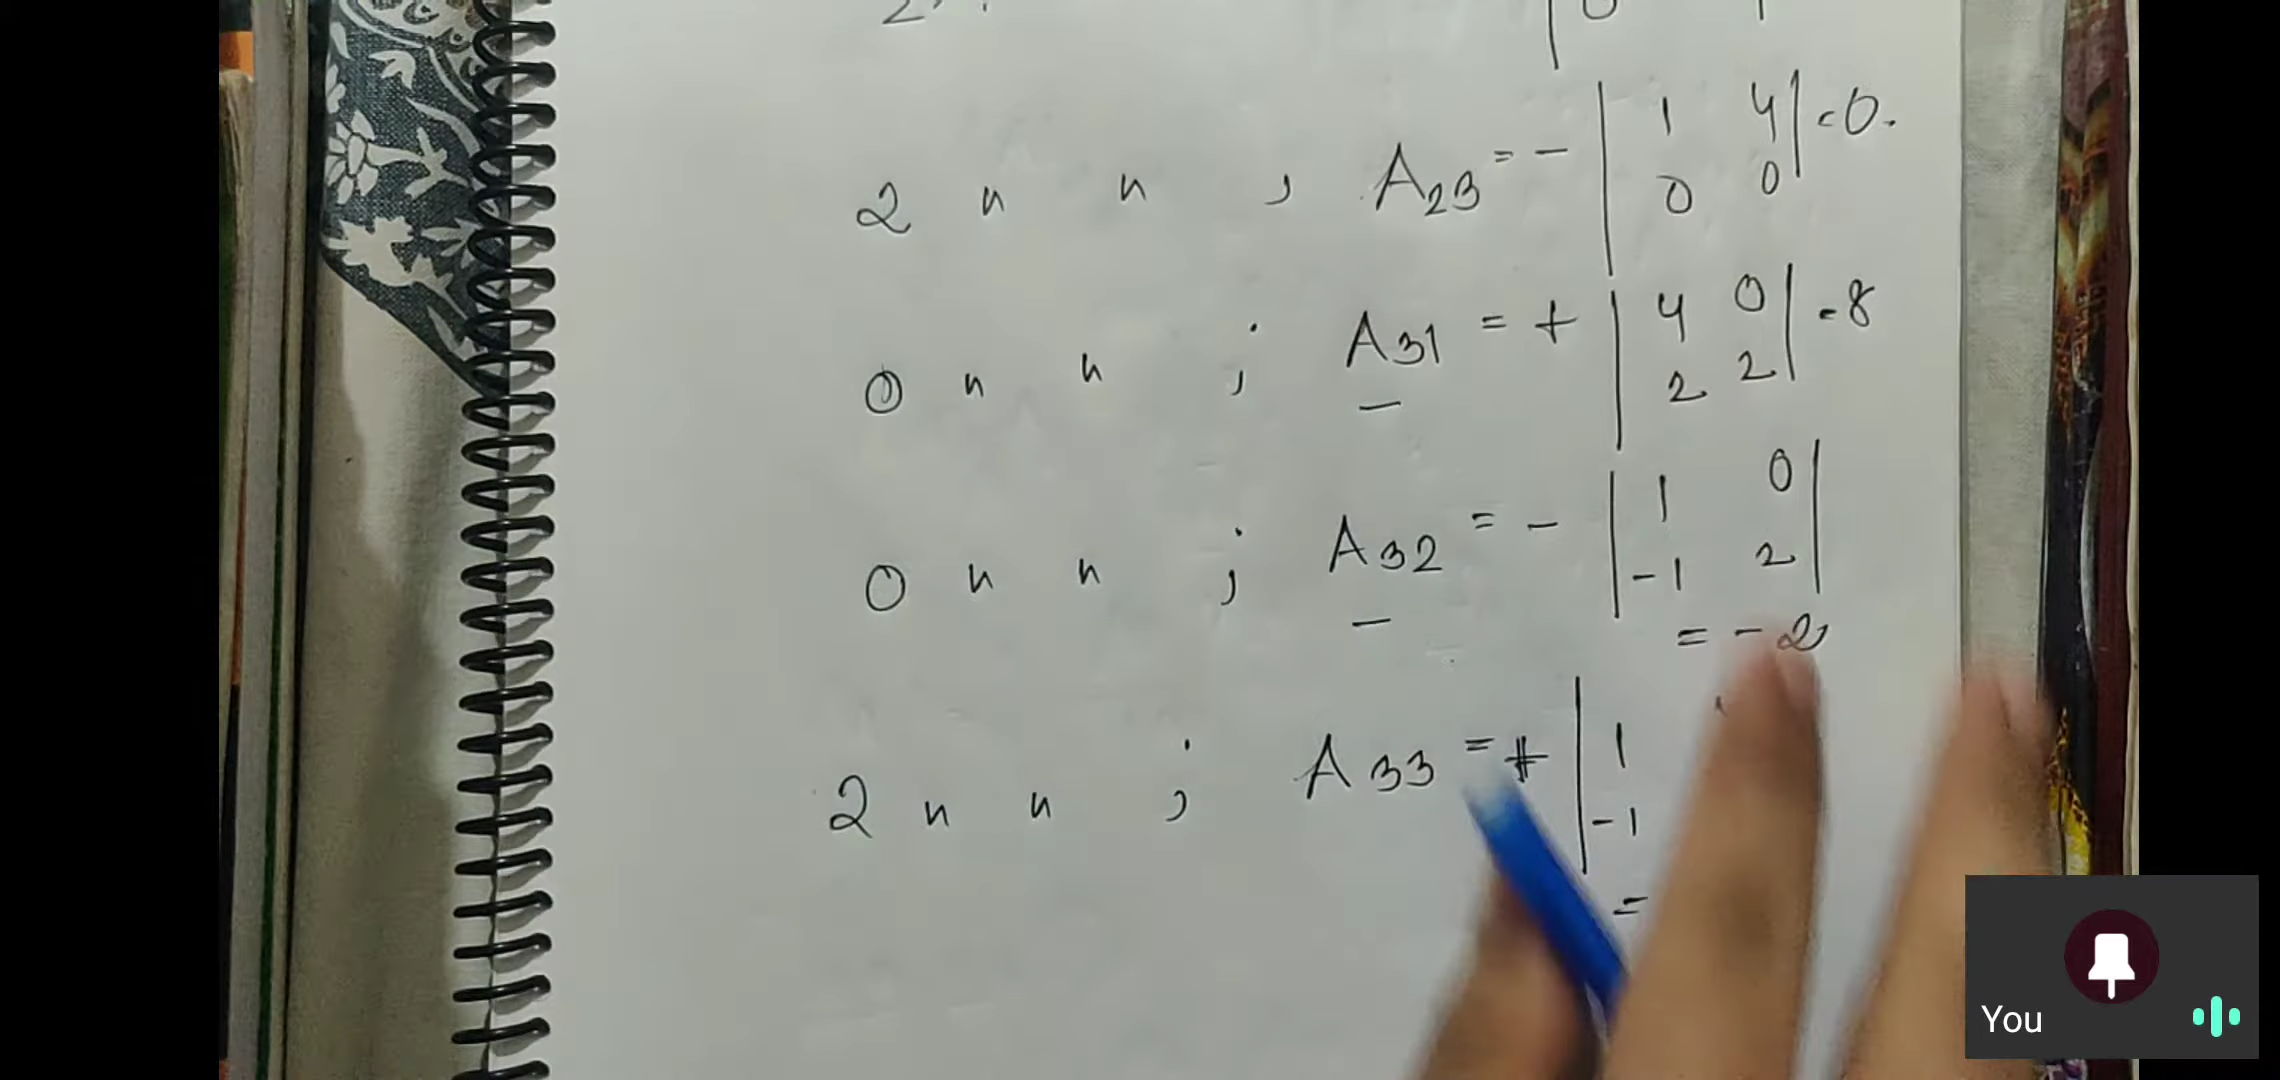 2 " " , A23 = - | 1 4 | = 0.
| 0 0 |
0 " " ; A31 = + | 4 0 | = 8
| 2 2 |
0 " " ; A32 = - | 1 0 |
| -1 2 |
= -2
2 " " ; A33 = + | 1
| -1
=
You